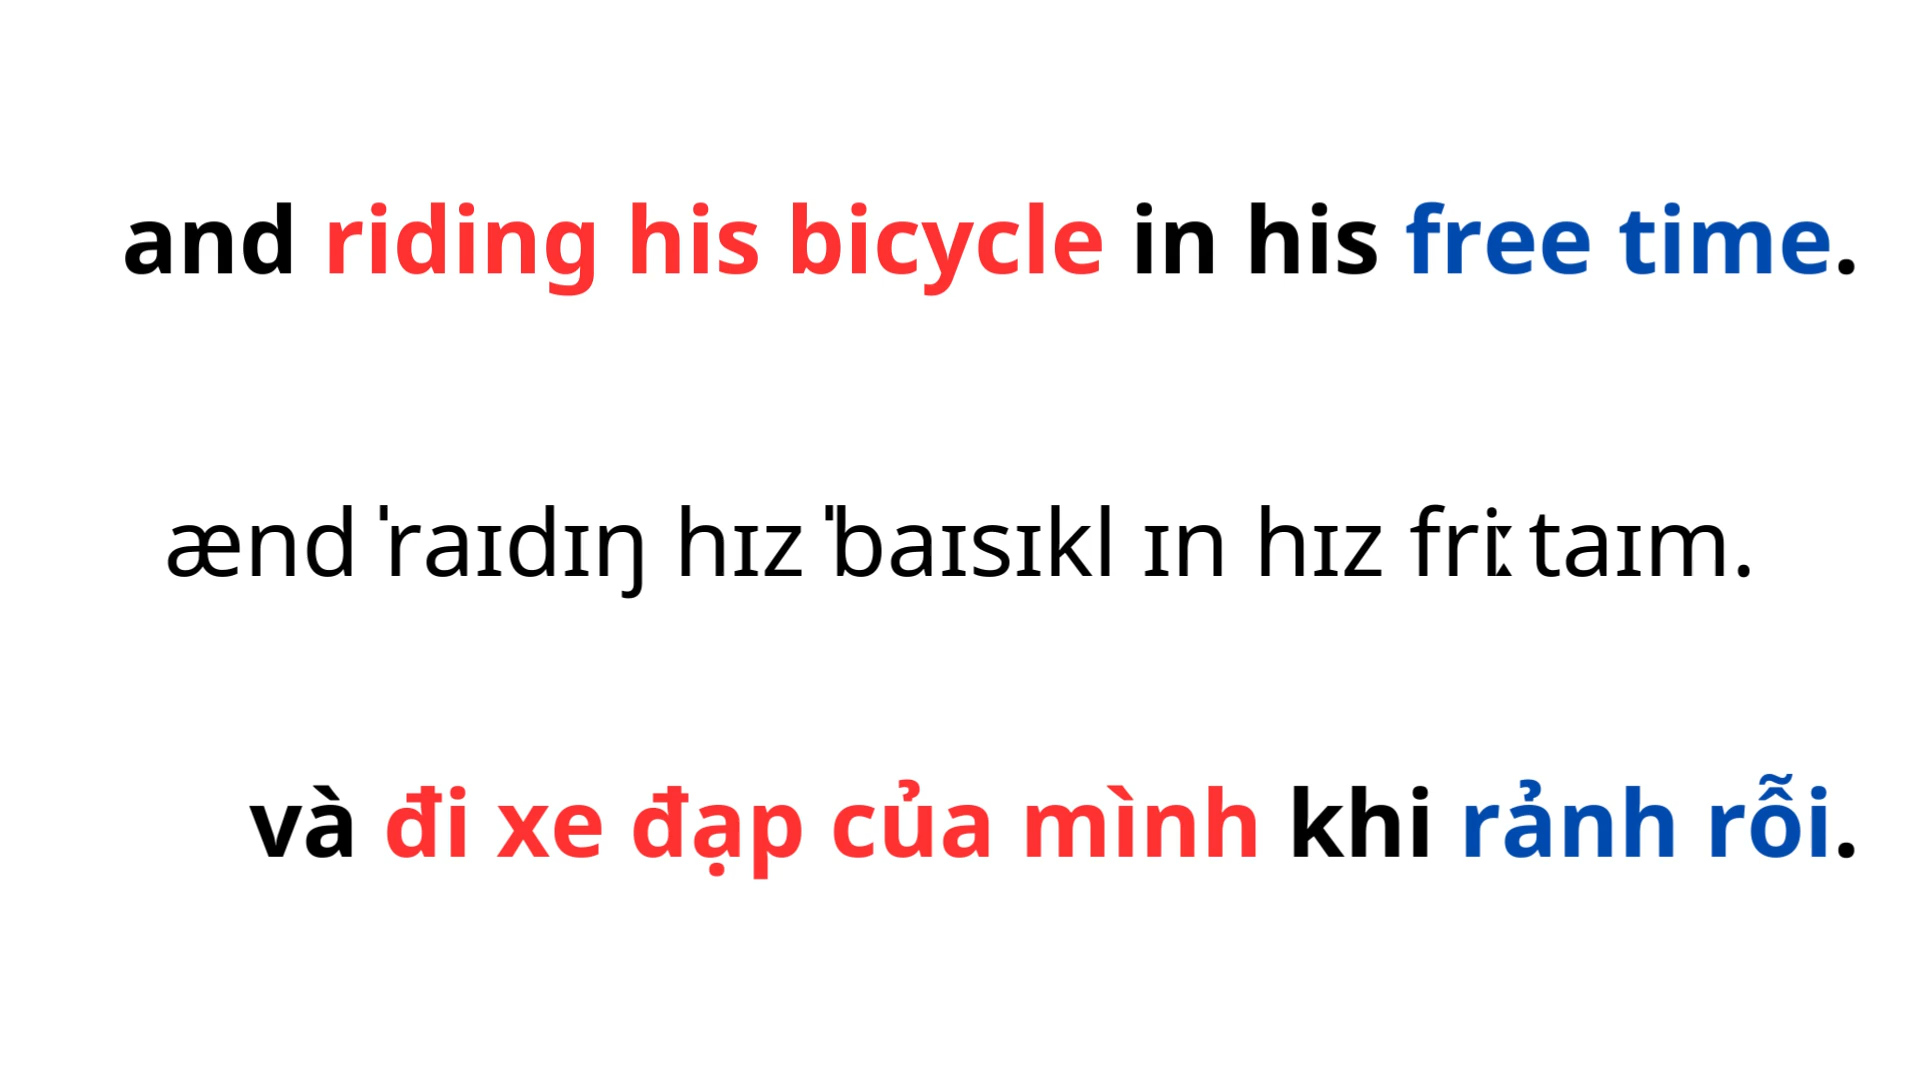 and riding his bicycle in his free time.
ænd ˈraɪdɪŋ hɪz ˈbaɪsɪkl ɪn hɪz friː taɪm.
và đi xe đạp của mình khi rảnh rỗi.